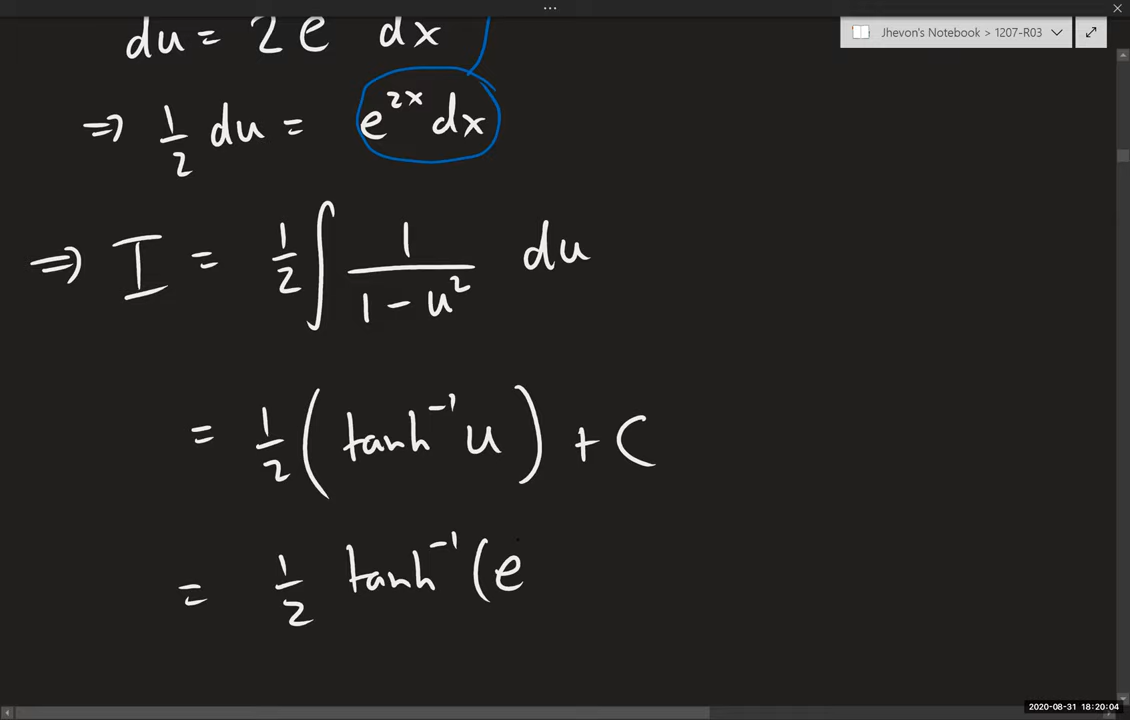 Jhevon's Notebook > 1207-R03
du = 2e dx
⇒ 1/2 du = e^{2x} dx
⇒ I = 1/2 ∫ 1/(1 - u²) du
= 1/2 ( tanh⁻¹ u ) + C
= 1/2 tanh⁻¹ (e
2020-08-31 18:20:04